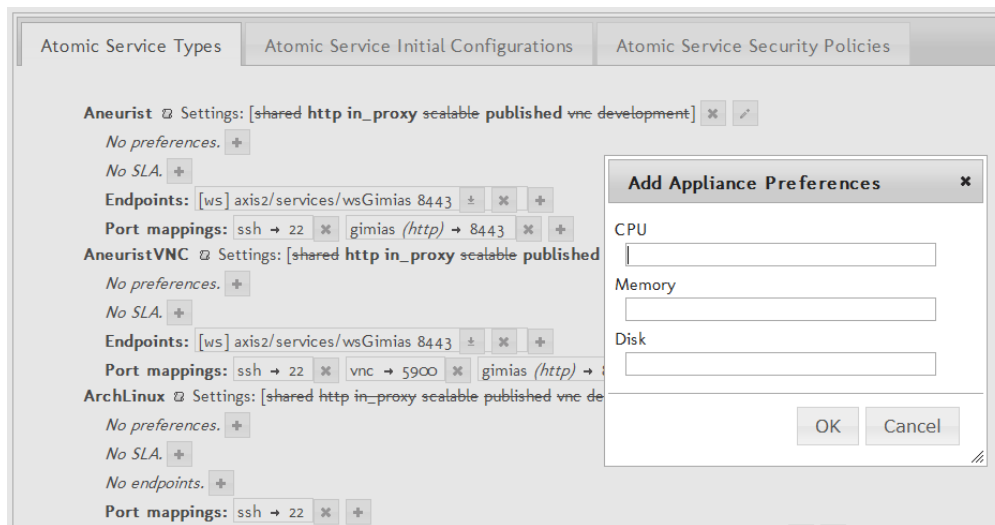 Atomic Service Types
Atomic Service Initial Configurations
Atomic Service Security Policies
Aneurist Settings: [shared http in_proxy scalable published vnc development]
No preferences.
No SLA.
Endpoints: [ws] axis2/services/wsGimias 8443
Port mappings: ssh → 22 gimias (http) → 8443
AneuristVNC Settings: [shared http in_proxy scalable published
No preferences.
No SLA.
Endpoints: [ws] axis2/services/wsGimias 8443
Port mappings: ssh → 22 vnc → 5900 gimias (http) →
ArchLinux Settings: [shared http in_proxy scalable published vnc de
No preferences.
No SLA.
No endpoints.
Port mappings: ssh → 22
Add Appliance Preferences
CPU
Memory
Disk
OK Cancel